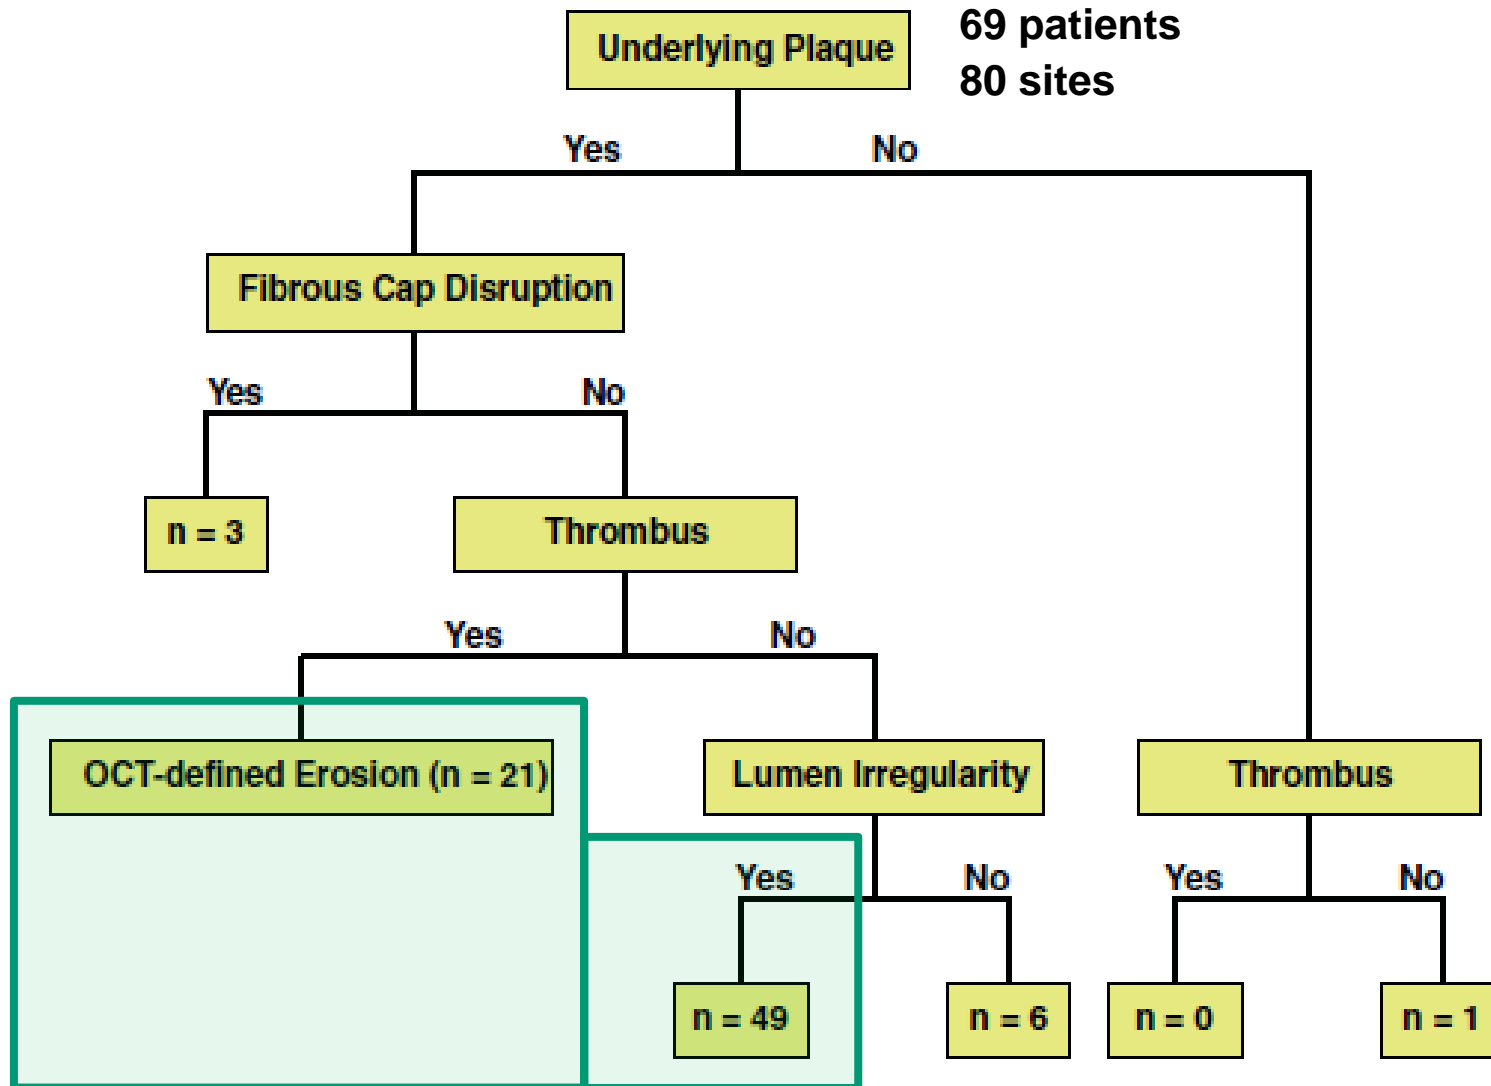 Underlying Plaque
69 patients
80 sites
Yes
No
Fibrous Cap Disruption
Yes
No
n = 3
Thrombus
Yes
No
OCT-defined Erosion (n = 21)
Lumen Irregularity
Thrombus
Yes
No
Yes
No
n = 49
n = 6
n = 0
n = 1